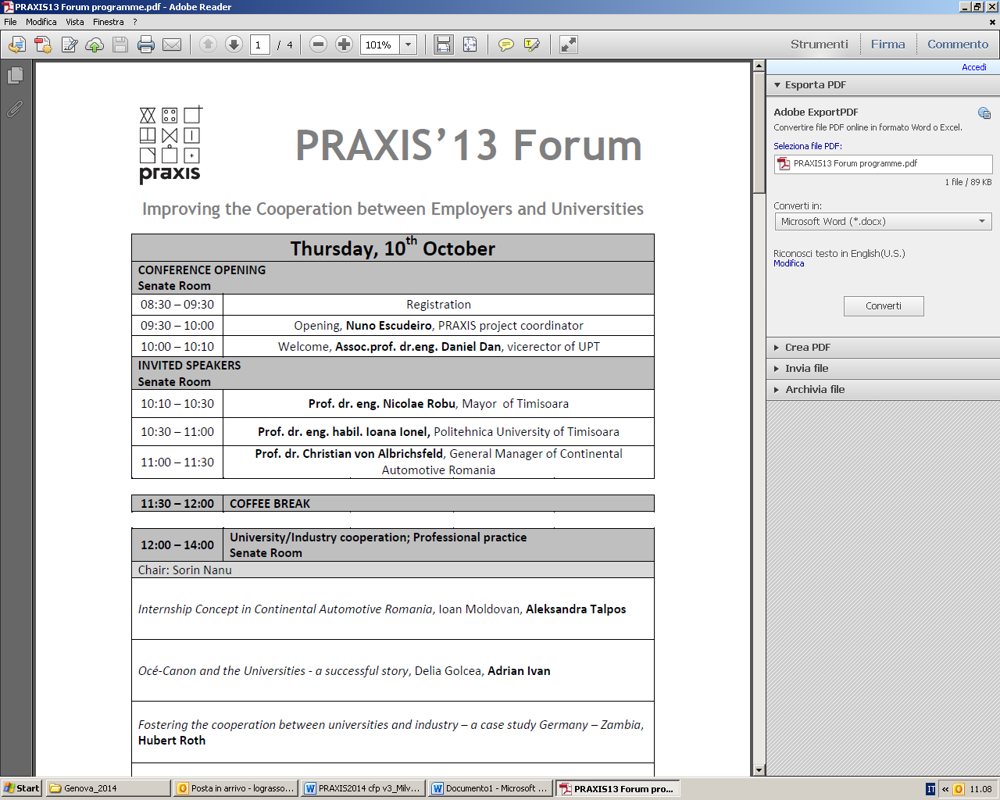 PRAXIS13 Forum programme.pdf - Adobe Reader
File Modifica Vista Finestra ?
1 / 4 101% Strumenti Firma Commento
Accedi
Esporta PDF
Adobe ExportPDF
Convertire file PDF online in formato Word o Excel.
Seleziona file PDF:
PRAXIS13 Forum programme.pdf
1 file / 89 KB
Converti in:
Microsoft Word (*.docx)
Riconosci testo in English(U.S.)
Modifica
Converti
Crea PDF
Invia file
Archivia file
praxis
PRAXIS’13 Forum
Improving the Cooperation between Employers and Universities
Thursday, 10th October
CONFERENCE OPENING
Senate Room
08:30 – 09:30 Registration
09:30 – 10:00 Opening, Nuno Escudeiro, PRAXIS project coordinator
10:00 – 10:10 Welcome, Assoc.prof. dr.eng. Daniel Dan, vicerector of UPT
INVITED SPEAKERS
Senate Room
10:10 – 10:30 Prof. dr. eng. Nicolae Robu, Mayor of Timisoara
10:30 – 11:00 Prof. dr. eng. habil. Ioana Ionel, Politehnica University of Timisoara
11:00 – 11:30 Prof. dr. Christian von Albrichsfeld, General Manager of Continental
Automotive Romania
11:30 – 12:00 COFFEE BREAK
12:00 – 14:00 University/Industry cooperation; Professional practice
Senate Room
Chair: Sorin Nanu
Internship Concept in Continental Automotive Romania, Ioan Moldovan, Aleksandra Talpos
Océ-Canon and the Universities - a successful story, Delia Golcea, Adrian Ivan
Fostering the cooperation between universities and industry – a case study Germany – Zambia,
Hubert Roth
Start Genova_2014 Posta in arrivo - lograsso... PRAXIS2014 cfp v3_Milv... Documento1 - Microsoft ... PRAXIS13 Forum pro... IT « 11.08